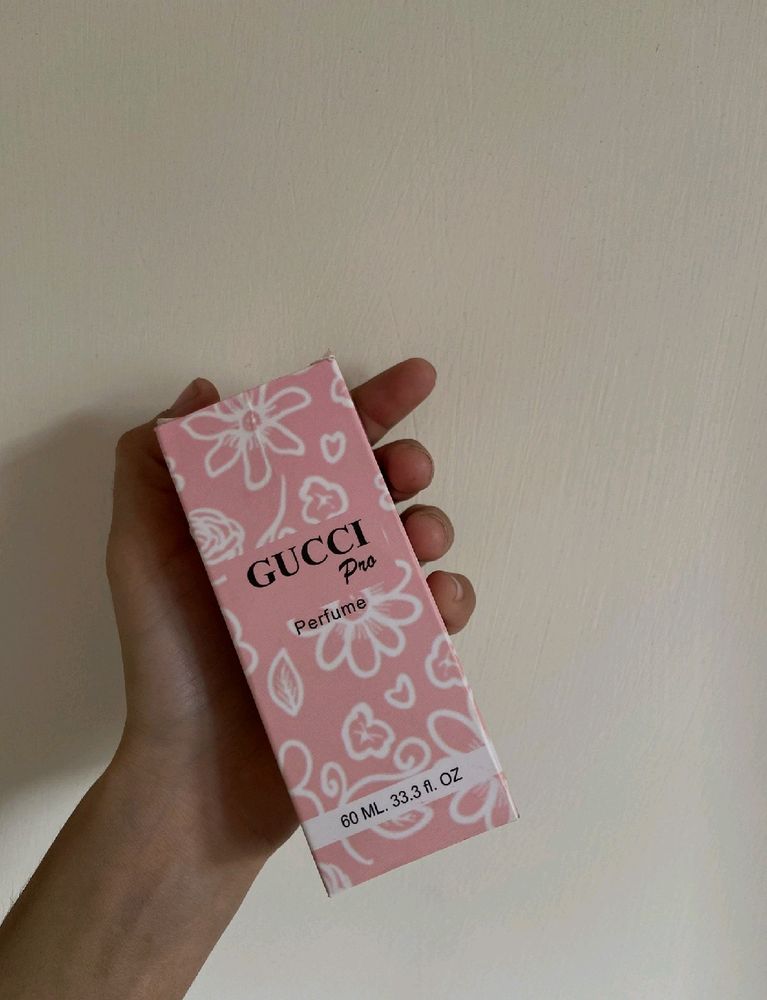 GUCCI
Pro
Perfume
60 ML. 33.3 fl. OZ